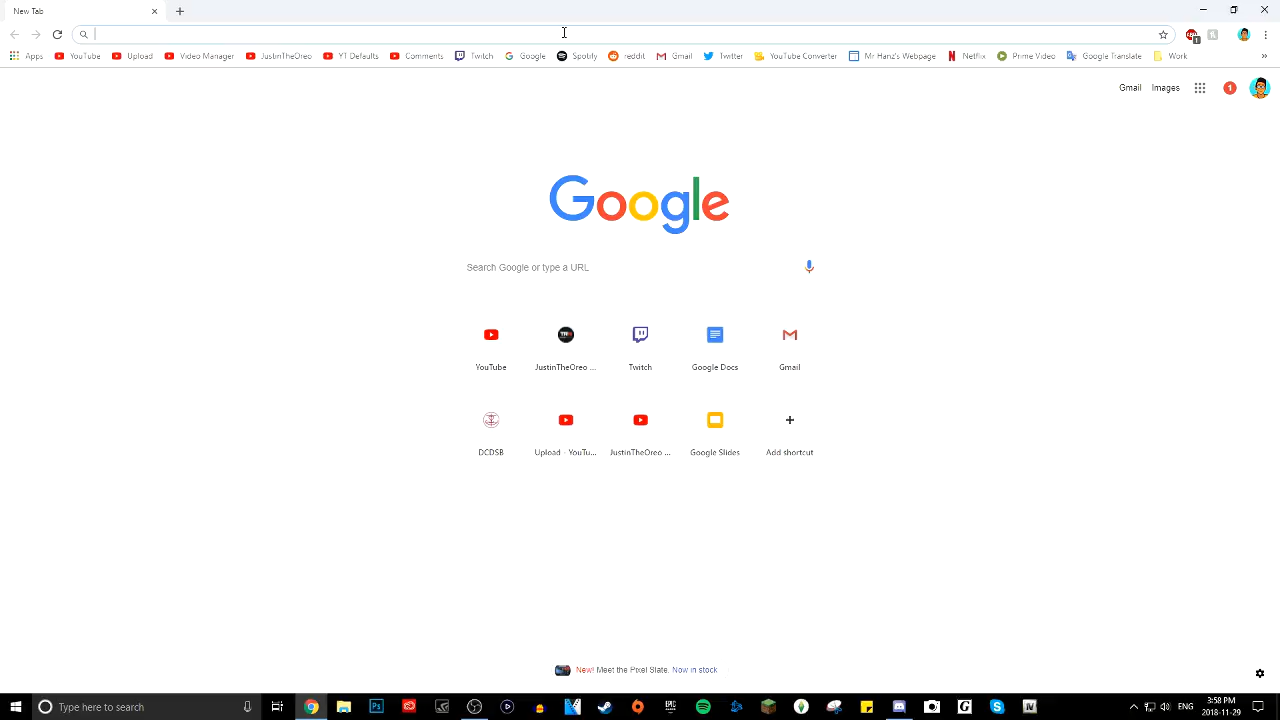 New Tab
Apps YouTube Upload Video Manager JustinTheOreo YT Defaults Comments Twitch Google Spotify reddit Gmail Twitter YouTube Converter Mr Hanz's Webpage Netflix Prime Video Google Translate Work »
1
Gmail Images 1
Google
Search Google or type a URL
YouTube JustinTheOreo ... Twitch Google Docs Gmail
DCDSB Upload - YouTu... JustinTheOreo ... Google Slides Add shortcut
New! Meet the Pixel Slate. Now in stock
Type here to search
ENG
3:58 PM
2018-11-29